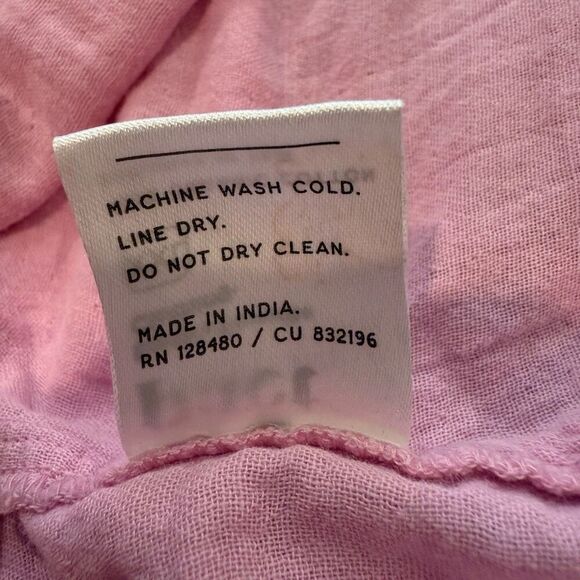 MACHINE WASH COLD.
LINE DRY.
DO NOT DRY CLEAN.
MADE IN INDIA.
RN 128480 / CU 832196